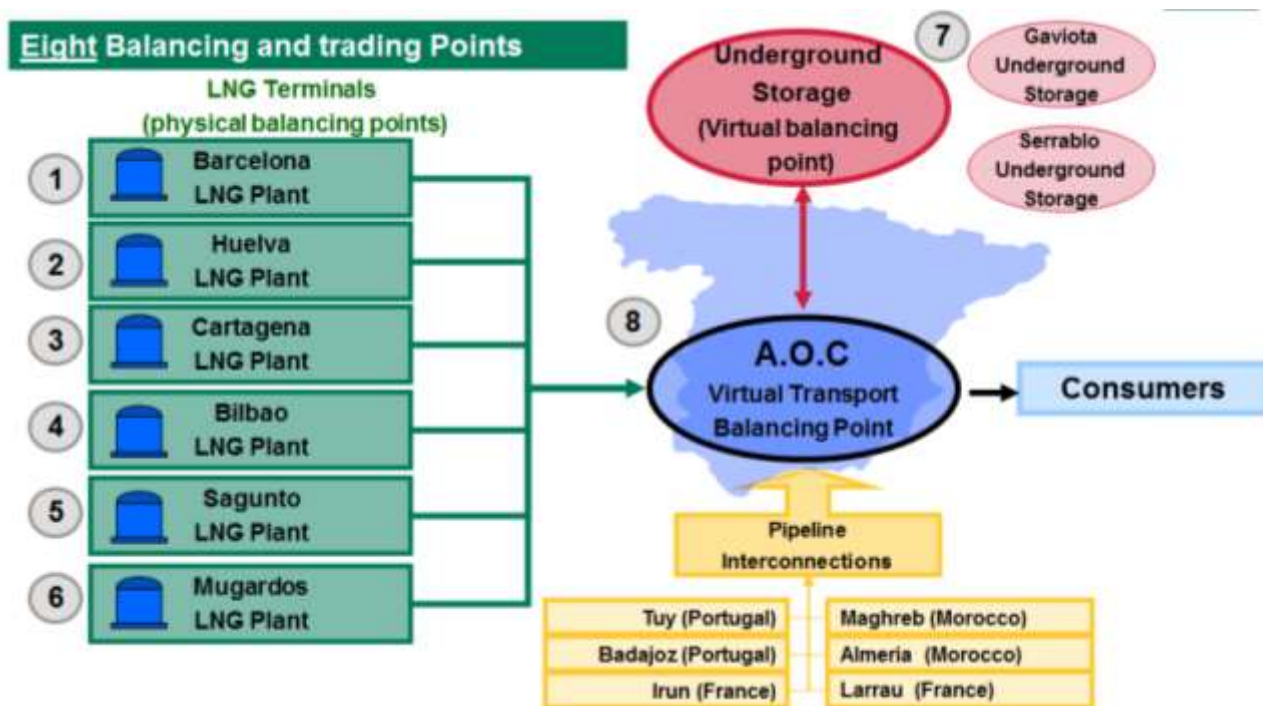 Eight Balancing and trading Points
LNG Terminals
(physical balancing points)
1
Barcelona
LNG Plant
2
Huelva
LNG Plant
3
Cartagena
LNG Plant
4
Bilbao
LNG Plant
5
Sagunto
LNG Plant
6
Mugardos
LNG Plant
Underground
Storage
(Virtual balancing
point)
7
Gaviota
Underground
Storage
Serrablo
Underground
Storage
8
A.O.C
Virtual Transport
Balancing Point
Consumers
Pipeline
Interconnections
Tuy (Portugal)
Badajoz (Portugal)
Irun (France)
Maghreb (Morocco)
Almeria (Morocco)
Larrau (France)